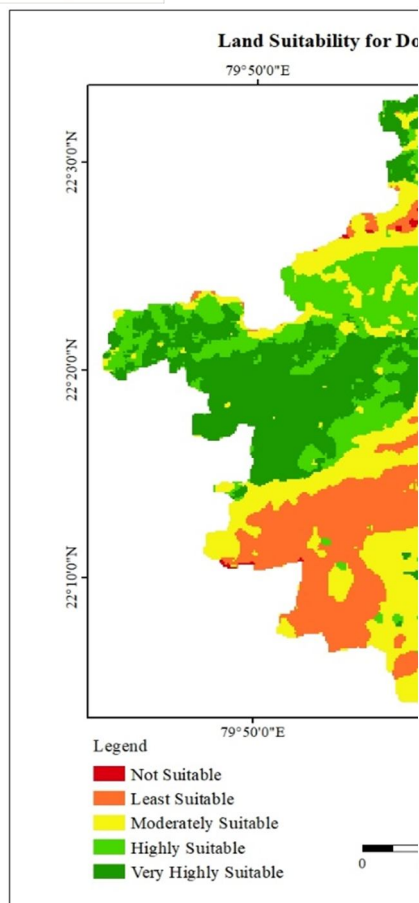 Land Suitability for Do
79°50'0"E
22°30'0"N
22°20'0"N
22°10'0"N
79°50'0"E
Legend
Not Suitable
Least Suitable
Moderately Suitable
Highly Suitable
Very Highly Suitable
0